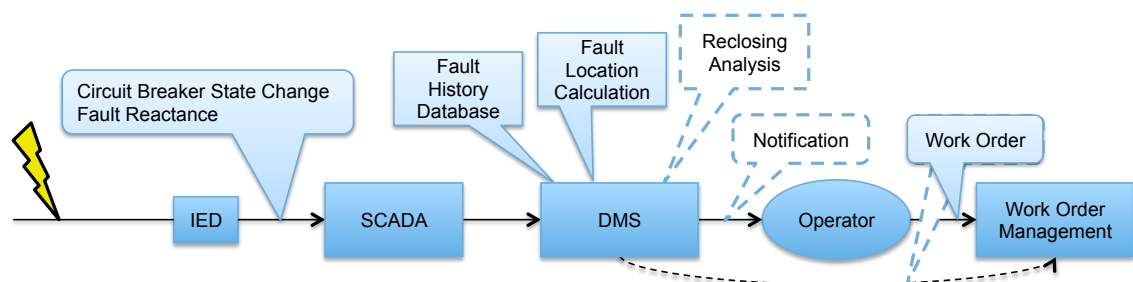 Circuit Breaker State Change
Fault Reactance
Fault
History
Database
Fault
Location
Calculation
Reclosing
Analysis
Notification
Work Order
IED
SCADA
DMS
Operator
Work Order
Management